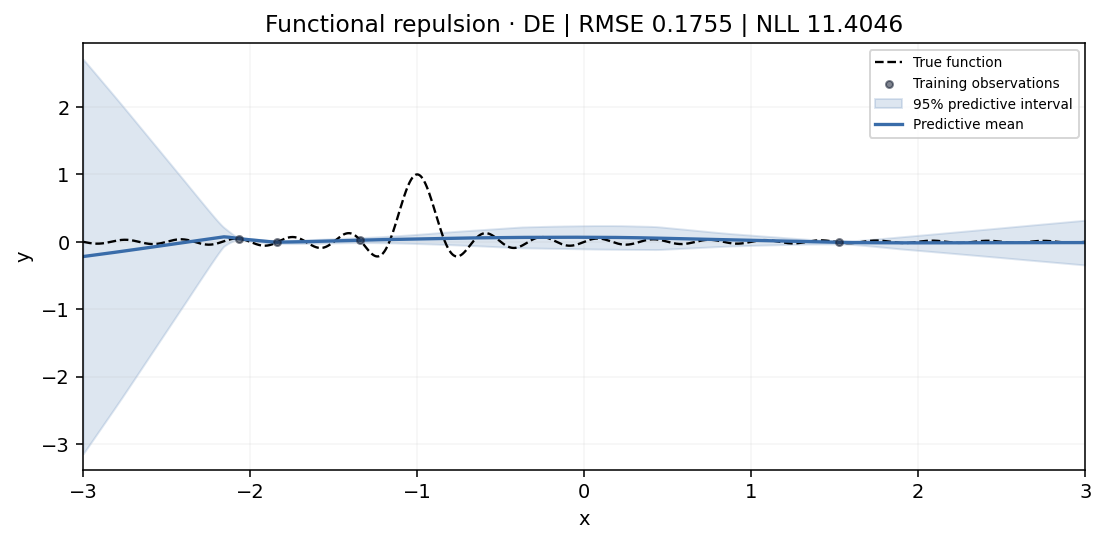 Functional repulsion · DE | RMSE 0.1755 | NLL 11.4046
True function
Training observations
95% predictive interval
Predictive mean
y
2
1
0
−1
−2
−3
−3
−2
−1
0
1
2
3
x